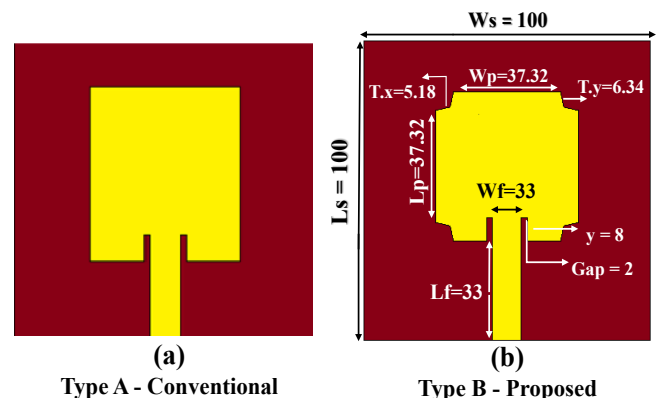 Ws = 100
Wp=37.32
T.x=5.18
T.y=6.34
Lp=37.32
Ls = 100
Wf=33
y = 8
Gap = 2
Lf=33
(a)
(b)
Type A - Conventional
Type B - Proposed